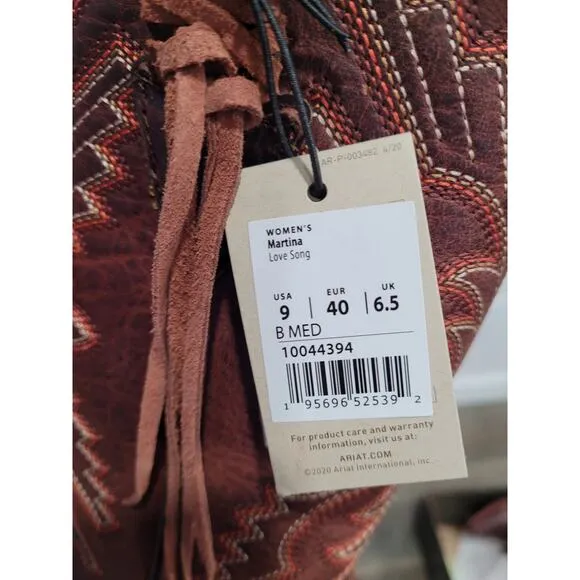 AR-P-003482 4/20
WOMEN'S
Martina
Love Song
USA EUR UK
9 | 40 | 6.5
B MED
10044394
1 95696 52539 2
For product care and warranty
information, visit us at:
ARIAT.COM
©2020 Ariat International, Inc.